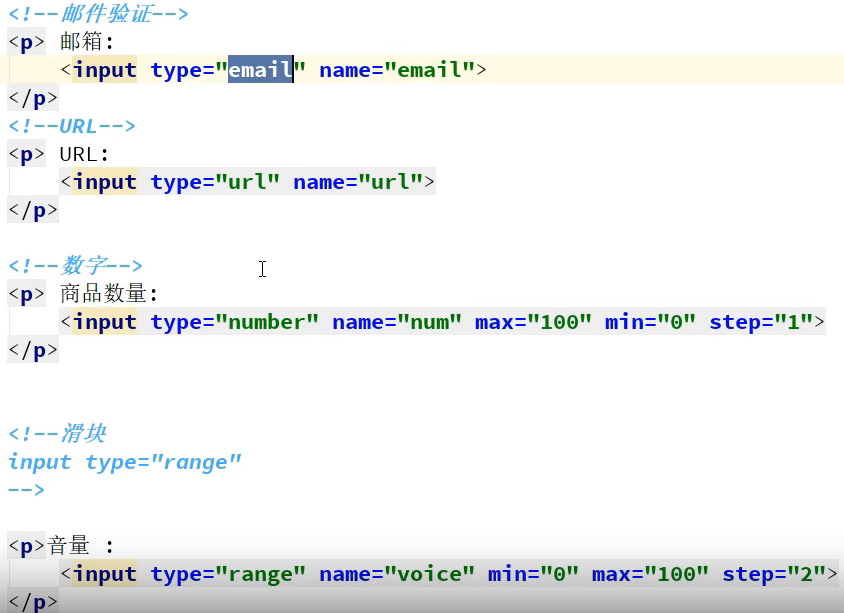 <!--邮件验证-->
<p> 邮箱:
<input type="email" name="email">
</p>
<!--URL-->
<p> URL:
<input type="url" name="url">
</p>
<!--数字-->
<p> 商品数量:
<input type="number" name="num" max="100" min="0" step="1">
</p>
<!--滑块
input type="range"
-->
<p>音量 :
<input type="range" name="voice" min="0" max="100" step="2">
</p>